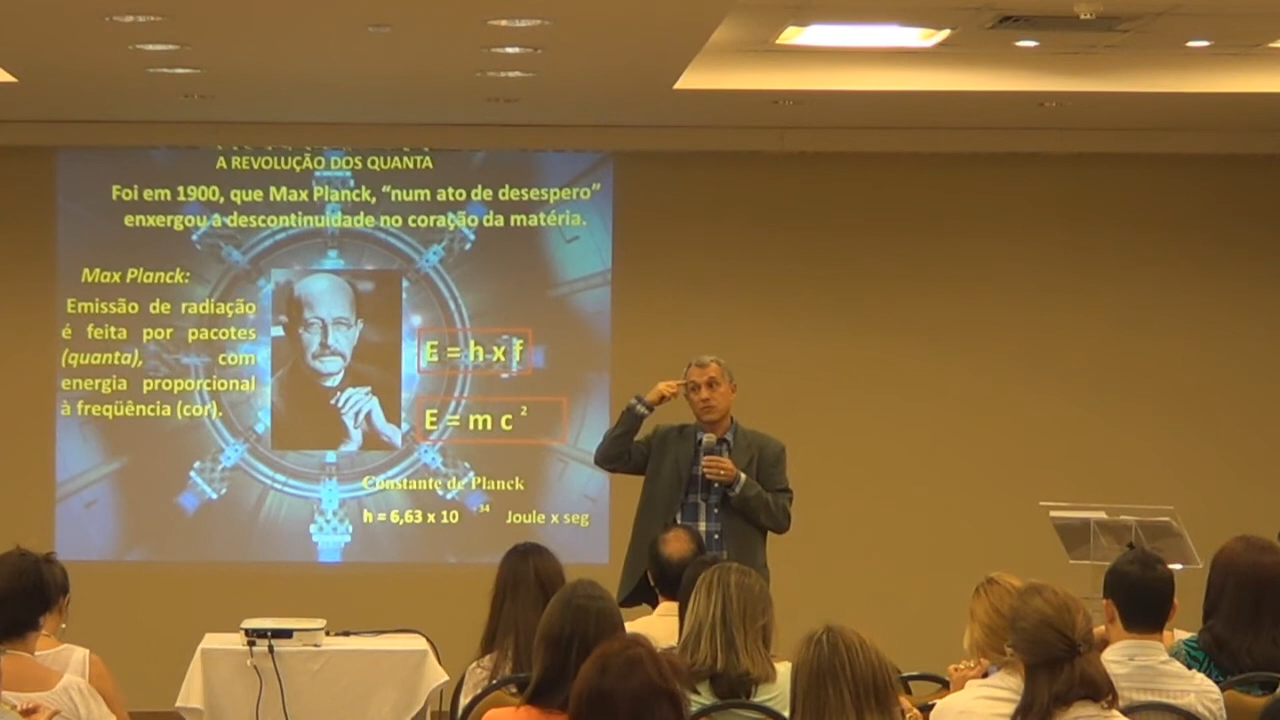 A REVOLUÇÃO DOS QUANTA
Foi em 1900, que Max Planck, “num ato de desespero”
enxergou a descontinuidade no coração da matéria.
Max Planck:
Emissão de radiação
é feita por pacotes
(quanta), com
energia proporcional
à freqüência (cor).
E = h x f
E = m c ²
Constante de Planck
h = 6,63 x 10 ⁻³⁴ Joule x seg